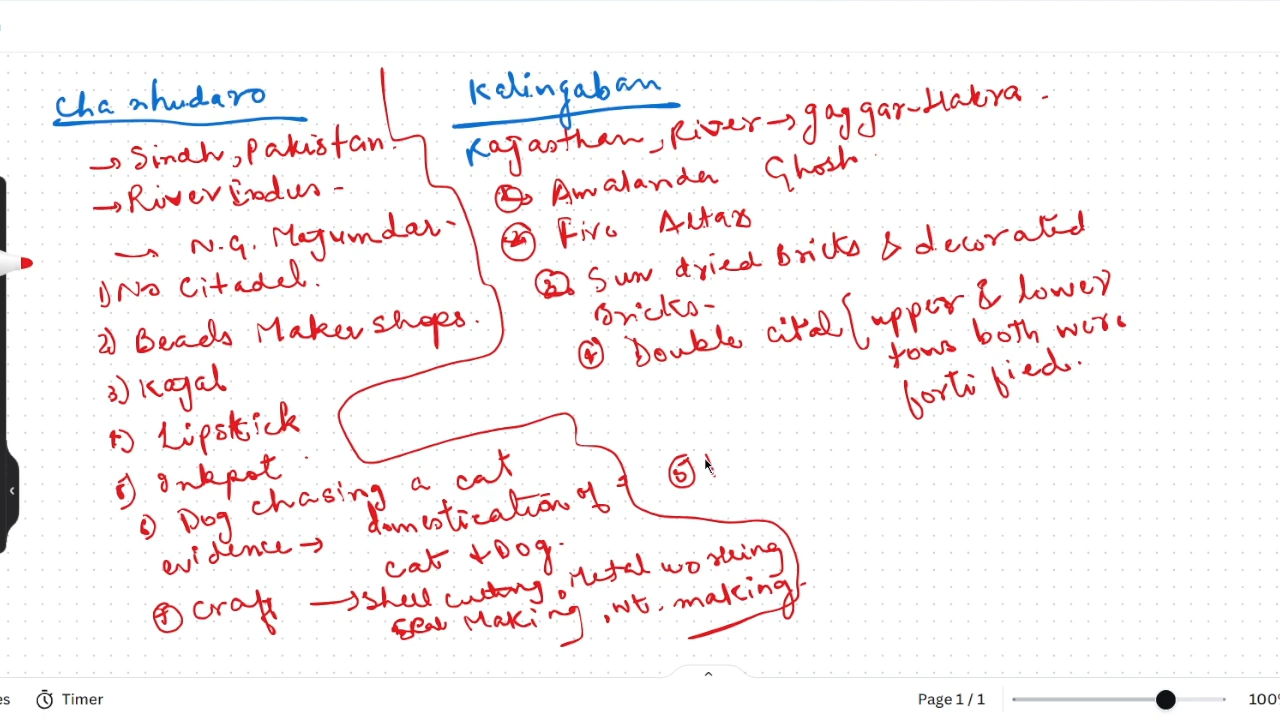 Chanhudaro
→ Sindh, Pakistan.
→ River Indus -
→ N.G. Majumdar -
1) No Citadel.
2) Beads Maker shops.
3) Kajal
4) Lipstick
5) Inkpot
6) Dog chasing a cat
evidence → domestication of
cat + Dog.
7) Craft → Shell Cutting, Metal working
Seal Making, wt. making
Kalingaban
Rajasthan, River → gaggar-Hakra.
1 Amalanda Ghosh
2 Fire Altar
3 Sun dried Bricks & decorated
Bricks -
4 Double cital { upper & lower
towns both were
fortified.
5
Timer
Page 1 / 1
100%